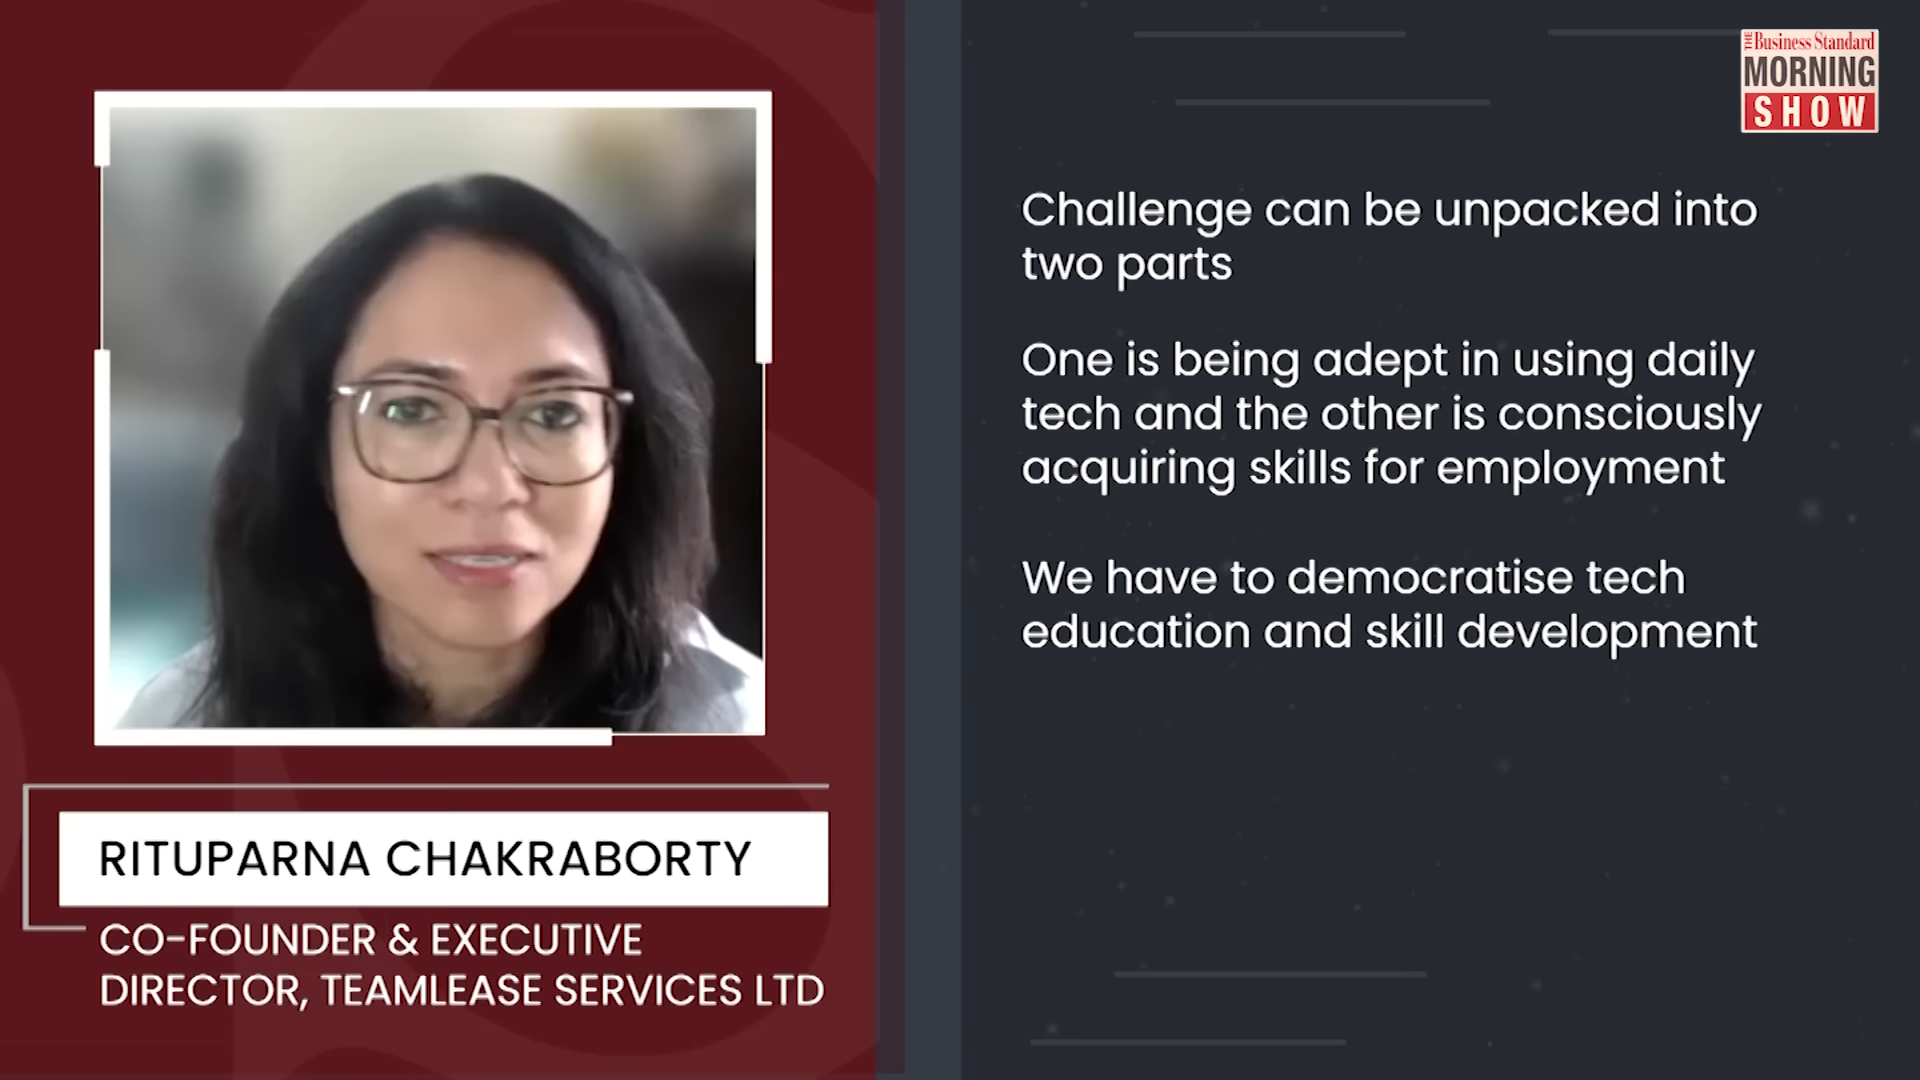 THE Business Standard
MORNING
SHOW
Challenge can be unpacked into
two parts
One is being adept in using daily
tech and the other is consciously
acquiring skills for employment
We have to democratise tech
education and skill development
RITUPARNA CHAKRABORTY
CO-FOUNDER & EXECUTIVE
DIRECTOR, TEAMLEASE SERVICES LTD